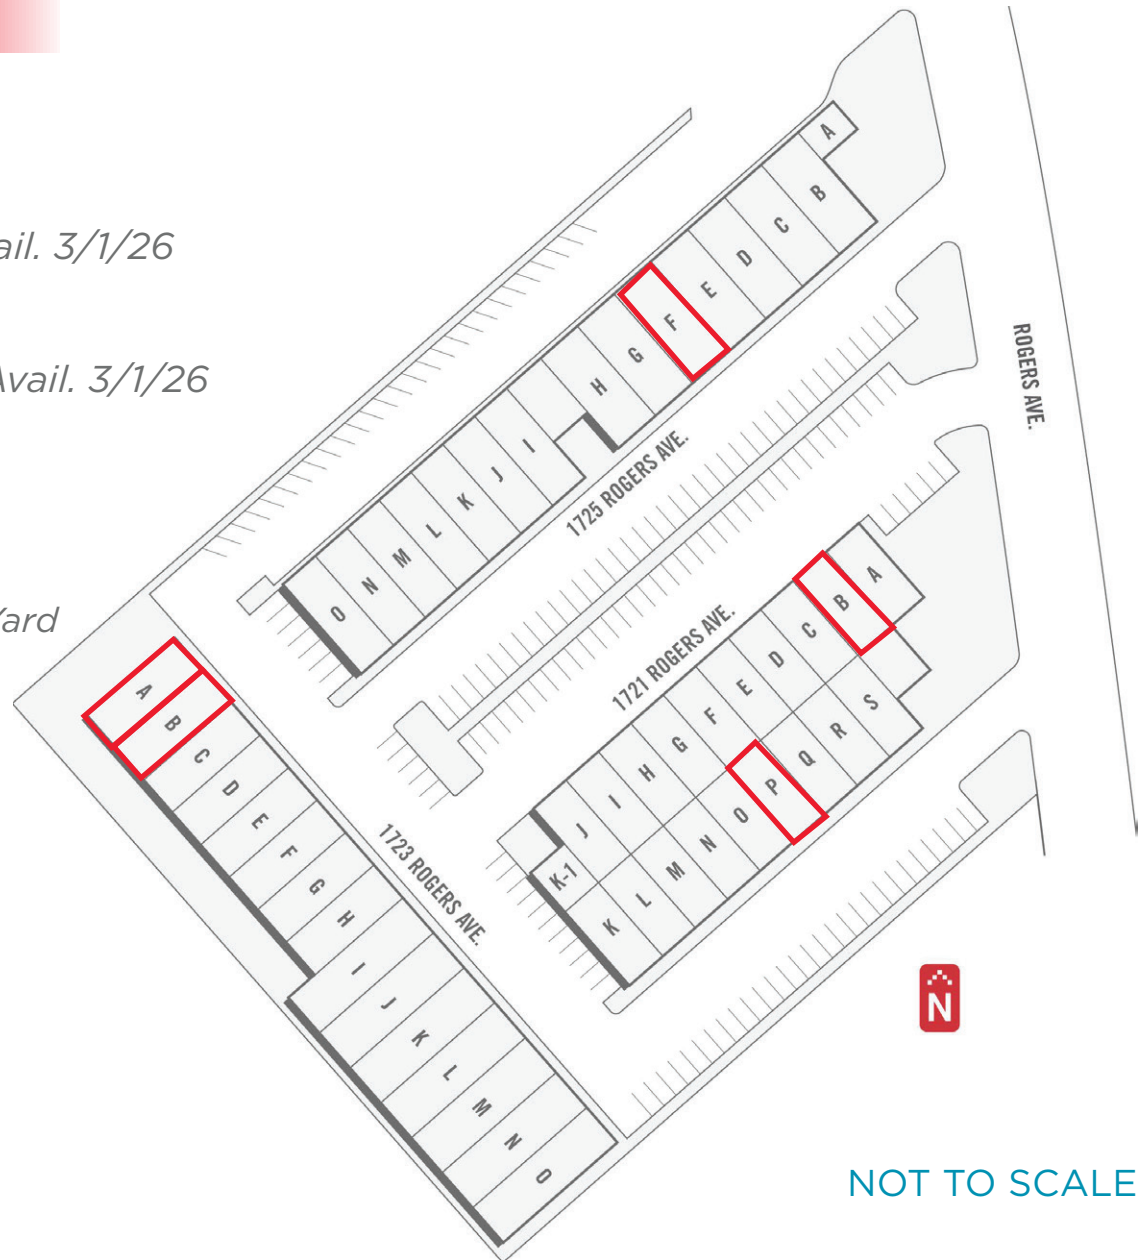 ail. 3/1/26
Avail. 3/1/26
Yard
A
B
C
D
E
F
G
H
I
J
K
L
M
N
O
1725 ROGERS AVE.
ROGERS AVE.
A
B
C
D
E
F
G
H
I
J
K-1
K
L
M
N
O
P
Q
R
S
1721 ROGERS AVE.
A
B
C
D
E
F
G
H
I
J
K
L
M
N
O
1723 ROGERS AVE.
N
NOT TO SCALE